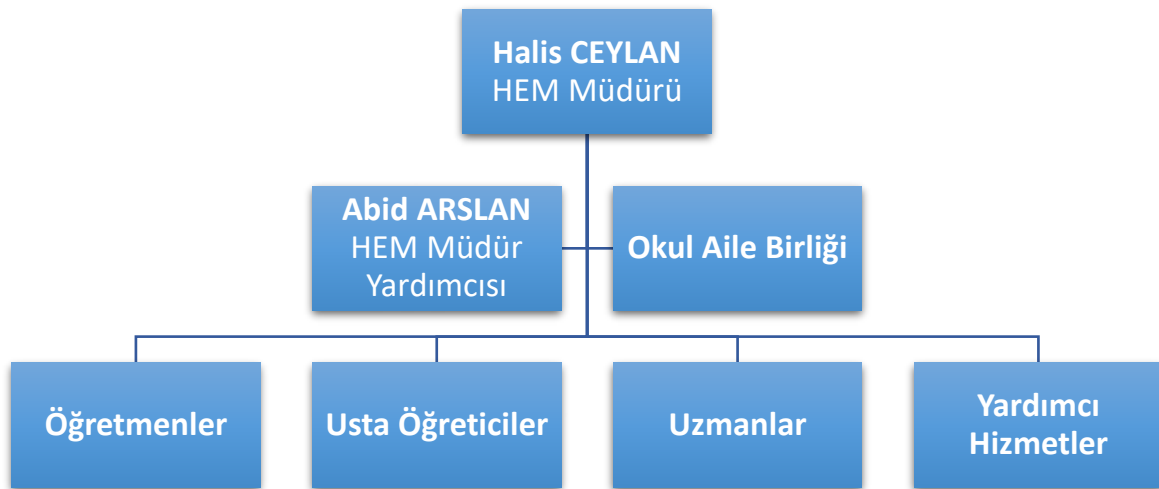 Halis CEYLAN
HEM Müdürü
Abid ARSLAN
HEM Müdür
Yardımcısı
Okul Aile Birliği
Öğretmenler
Usta Öğreticiler
Uzmanlar
Yardımcı
Hizmetler